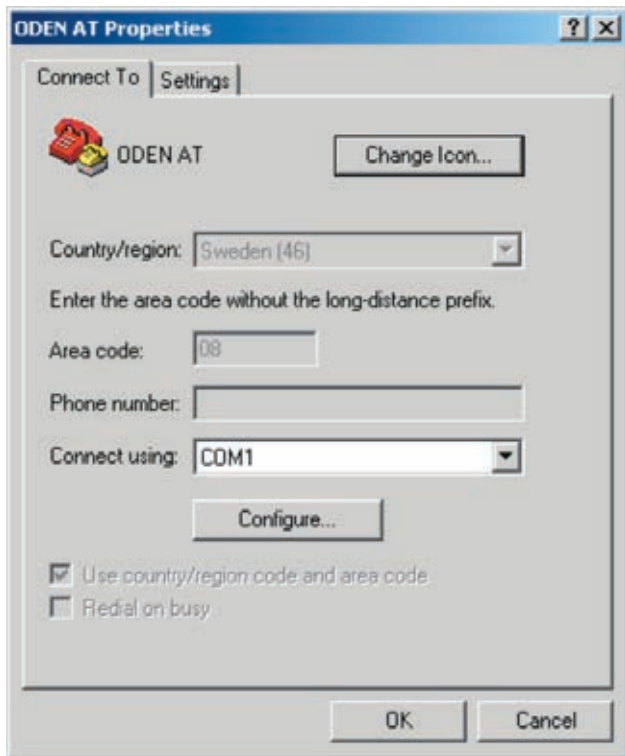 ODEN AT Properties
Connect To Settings
ODEN AT Change Icon...
Country/region: Sweden (46)
Enter the area code without the long-distance prefix.
Area code: 08
Phone number:
Connect using: COM1
Configure...
Use country/region code and area code
Redial on busy
OK Cancel